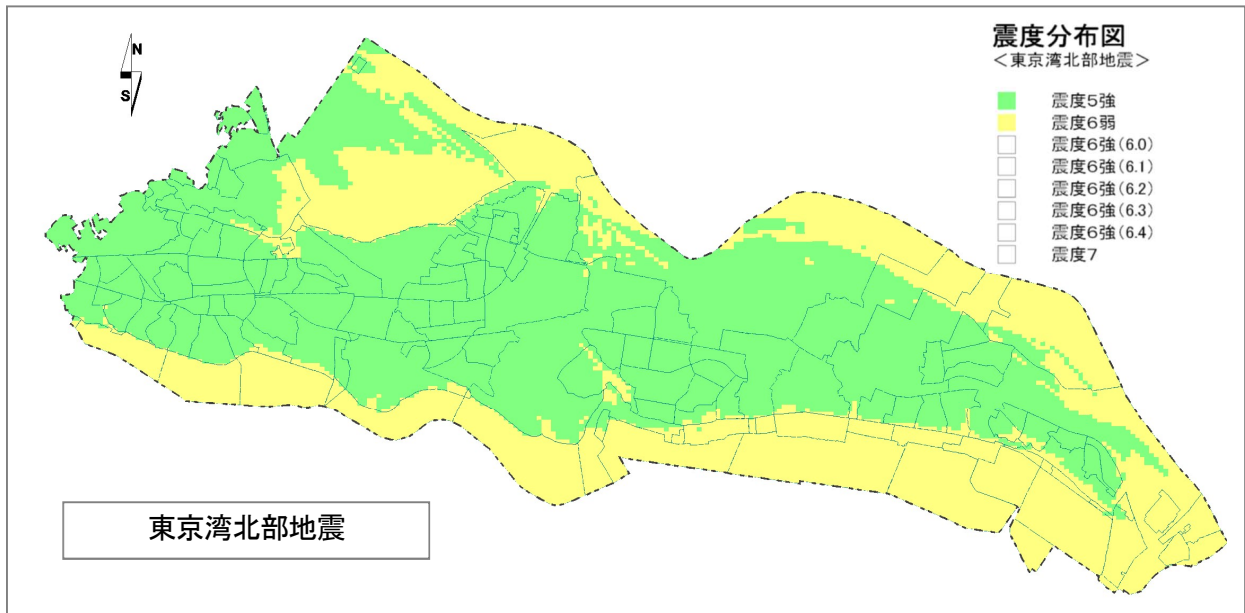 N
S
震度分布図
＜東京湾北部地震＞
震度5強
震度6弱
震度6強(6.0)
震度6強(6.1)
震度6強(6.2)
震度6強(6.3)
震度6強(6.4)
震度7
東京湾北部地震